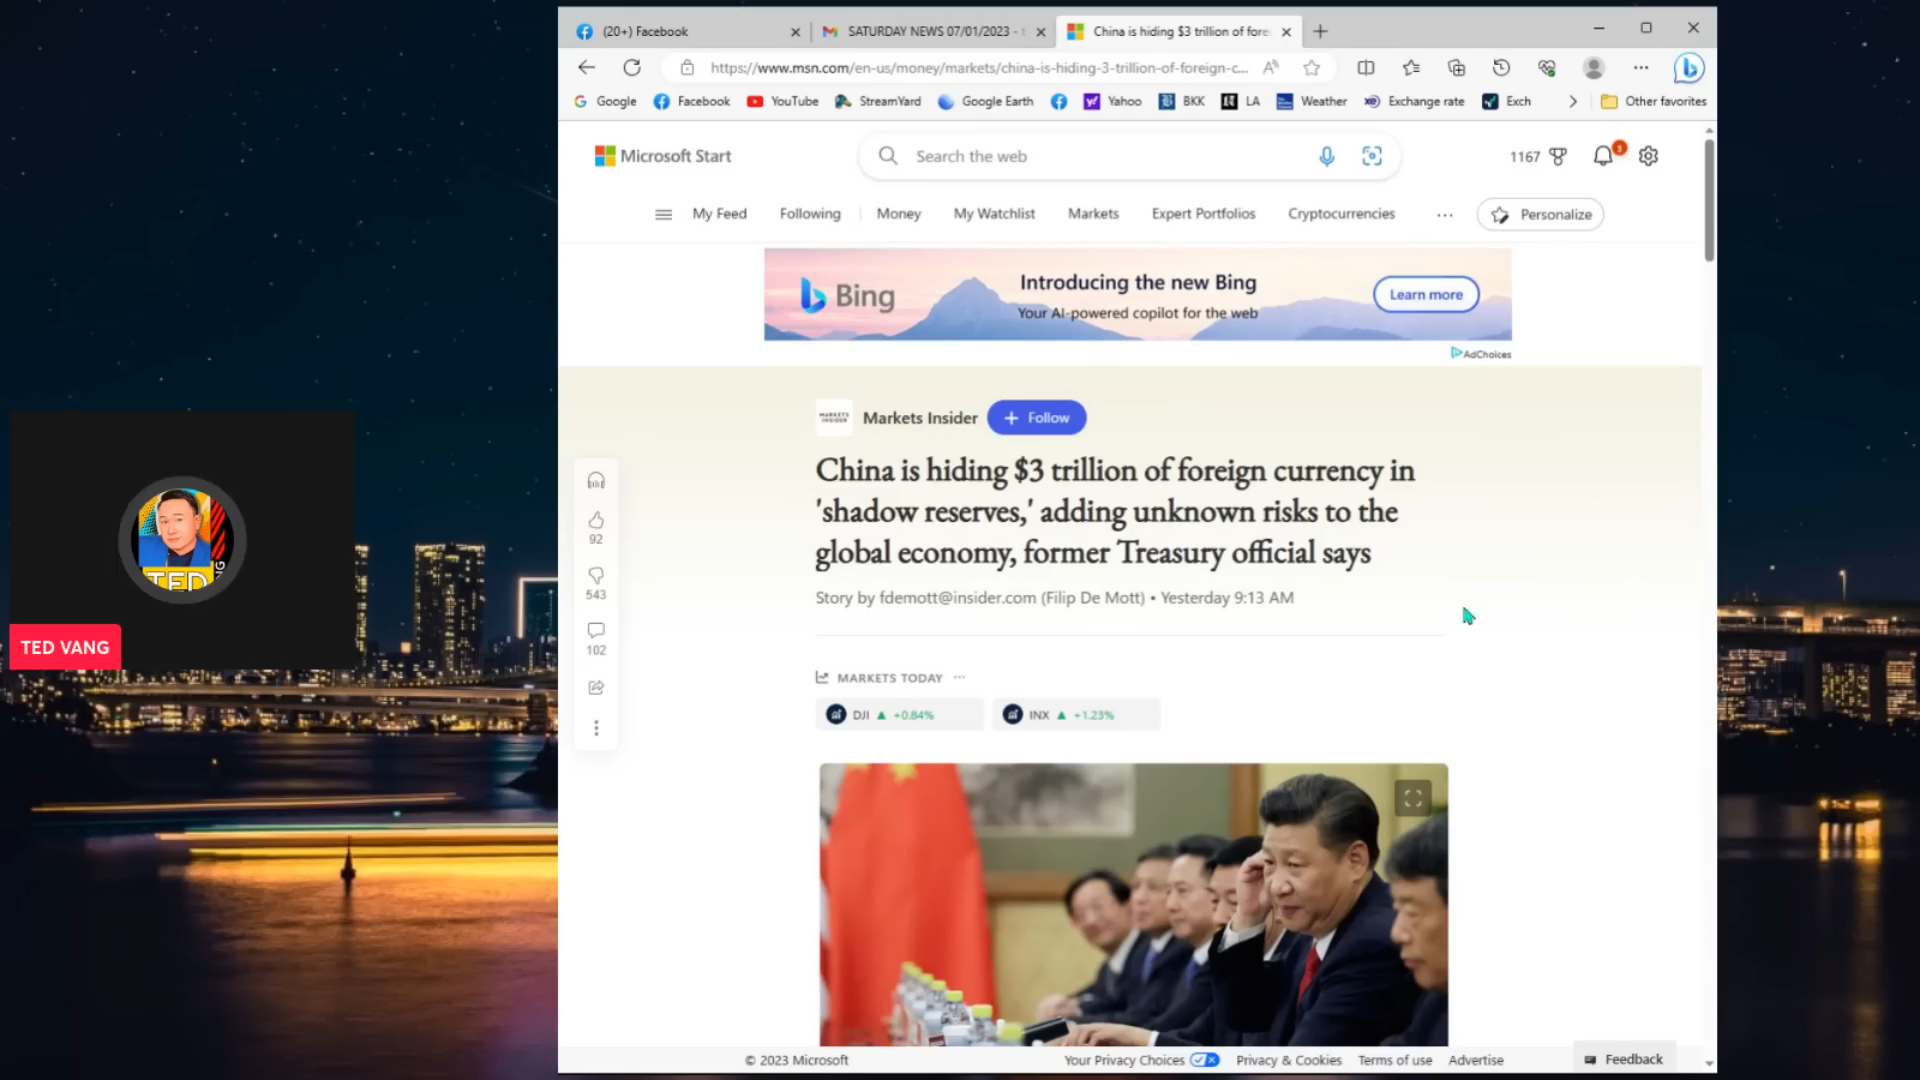 (20+) Facebook
SATURDAY NEWS 07/01/2023 -
China is hiding $3 trillion of fore
https://www.msn.com/en-us/money/markets/china-is-hiding-3-trillion-of-foreign-c...
Google Facebook YouTube StreamYard Google Earth Yahoo BKK LA Weather Exchange rate Exch Other favorites
Microsoft Start
Search the web
1167
3
My Feed Following Money My Watchlist Markets Expert Portfolios Cryptocurrencies ... Personalize
Bing
Introducing the new Bing
Your AI-powered copilot for the web
Learn more
AdChoices
MARKETS
INSIDER
Markets Insider
+ Follow
China is hiding $3 trillion of foreign currency in
'shadow reserves,' adding unknown risks to the
global economy, former Treasury official says
Story by fdemott@insider.com (Filip De Mott) • Yesterday 9:13 AM
92
543
102
MARKETS TODAY ...
DJI ▲ +0.84%
INX ▲ +1.23%
TED
TED VANG
© 2023 Microsoft
Your Privacy Choices
Privacy & Cookies
Terms of use
Advertise
Feedback